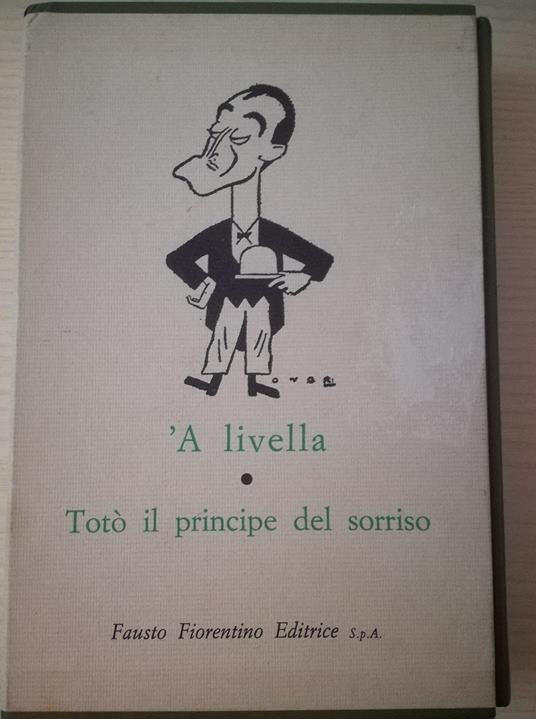 'A livella
Totò il principe del sorriso
Fausto Fiorentino Editrice S.p.A.